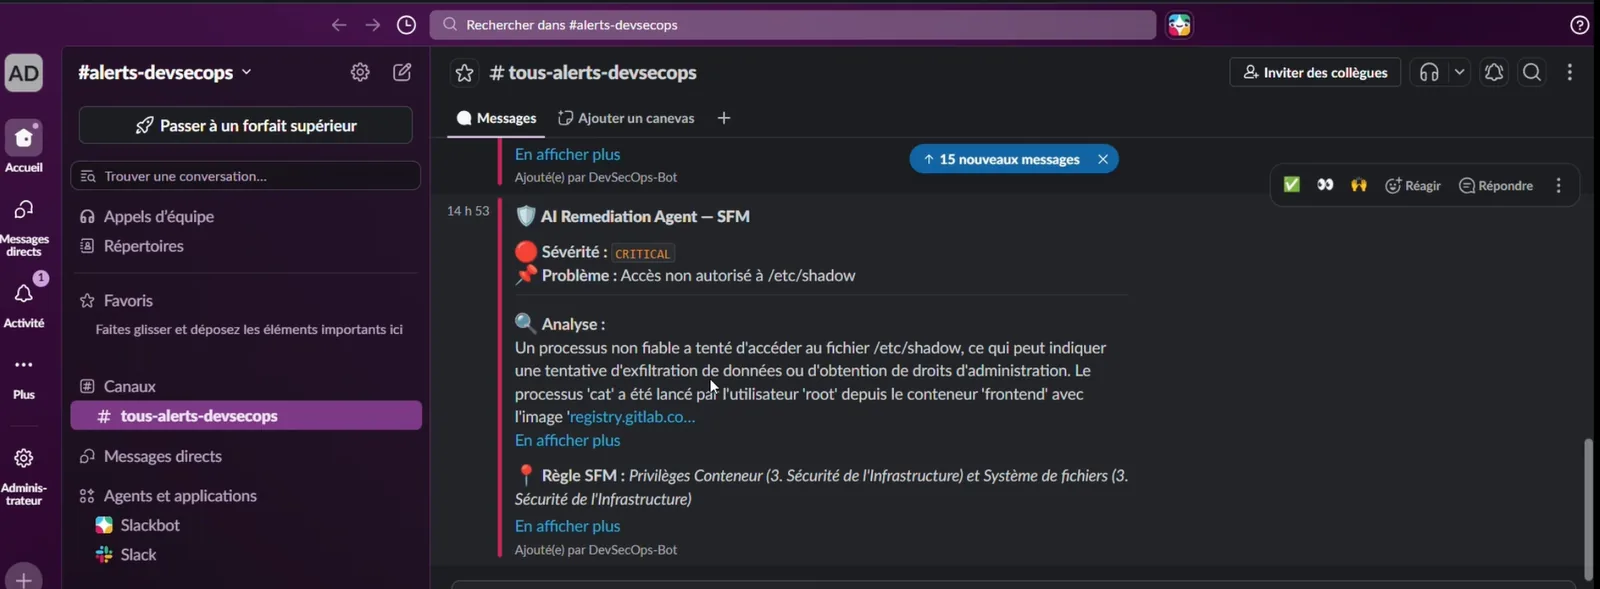 Rechercher dans #alerts-devsecops
AD
Accueil
Messages directs
1
Activité
Plus
Adminis-
trateur
#alerts-devsecops
Passer à un forfait supérieur
Trouver une conversation...
Appels d'équipe
Répertoires
Favoris
Faites glisser et déposez les éléments importants ici
Canaux
# tous-alerts-devsecops
Messages directs
Agents et applications
Slackbot
Slack
# tous-alerts-devsecops
Inviter des collègues
Messages
Ajouter un canevas
+
En afficher plus
Ajouté(e) par DevSecOps-Bot
↑ 15 nouveaux messages ×
Réagir
Répondre
14 h 53
AI Remediation Agent — SFM
Sévérité : CRITICAL
Problème : Accès non autorisé à /etc/shadow
Analyse :
Un processus non fiable a tenté d'accéder au fichier /etc/shadow, ce qui peut indiquer
une tentative d'exfiltration de données ou d'obtention de droits d'administration. Le
processus 'cat' a été lancé par l'utilisateur 'root' depuis le conteneur 'frontend' avec
l'image 'registry.gitlab.co...
En afficher plus
Règle SFM : Privilèges Conteneur (3. Sécurité de l'Infrastructure) et Système de fichiers (3.
Sécurité de l'Infrastructure)
En afficher plus
Ajouté(e) par DevSecOps-Bot